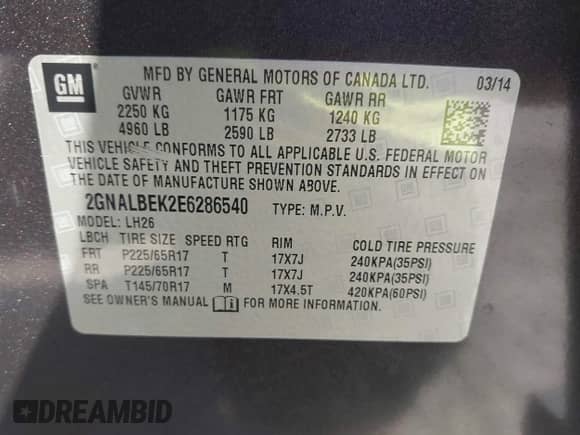 GM
MFD BY GENERAL MOTORS OF CANADA LTD. 03/14
GVWR GAWR FRT GAWR RR
2250 KG 1175 KG 1240 KG
4960 LB 2590 LB 2733 LB
THIS VEHICLE CONFORMS TO ALL APPLICABLE U.S. FEDERAL MOTOR
VEHICLE SAFETY AND THEFT PREVENTION STANDARDS IN EFFECT ON
THE DATE OF MANUFACTURE SHOWN ABOVE.
2GNALBEK2E6286540 TYPE: M.P.V.
MODEL: LH26
LBCH TIRE SIZE SPEED RTG RIM COLD TIRE PRESSURE
FRT P225/65R17 T 17X7J 240KPA(35PSI)
RR P225/65R17 T 17X7J 240KPA(35PSI)
SPA T145/70R17 M 17X4.5T 420KPA(60PSI)
SEE OWNER'S MANUAL FOR MORE INFORMATION
DREAMBID